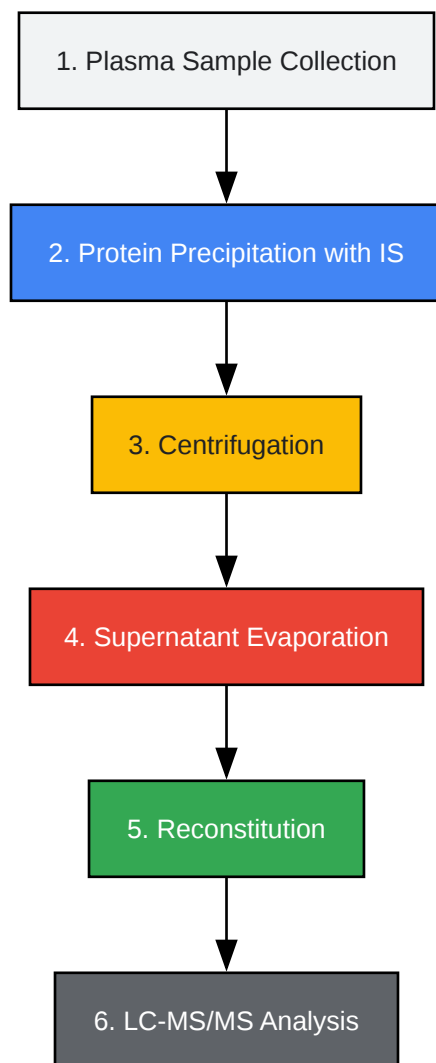 1. Plasma Sample Collection
2. Protein Precipitation with IS
3. Centrifugation
4. Supernatant Evaporation
5. Reconstitution
6. LC-MS/MS Analysis